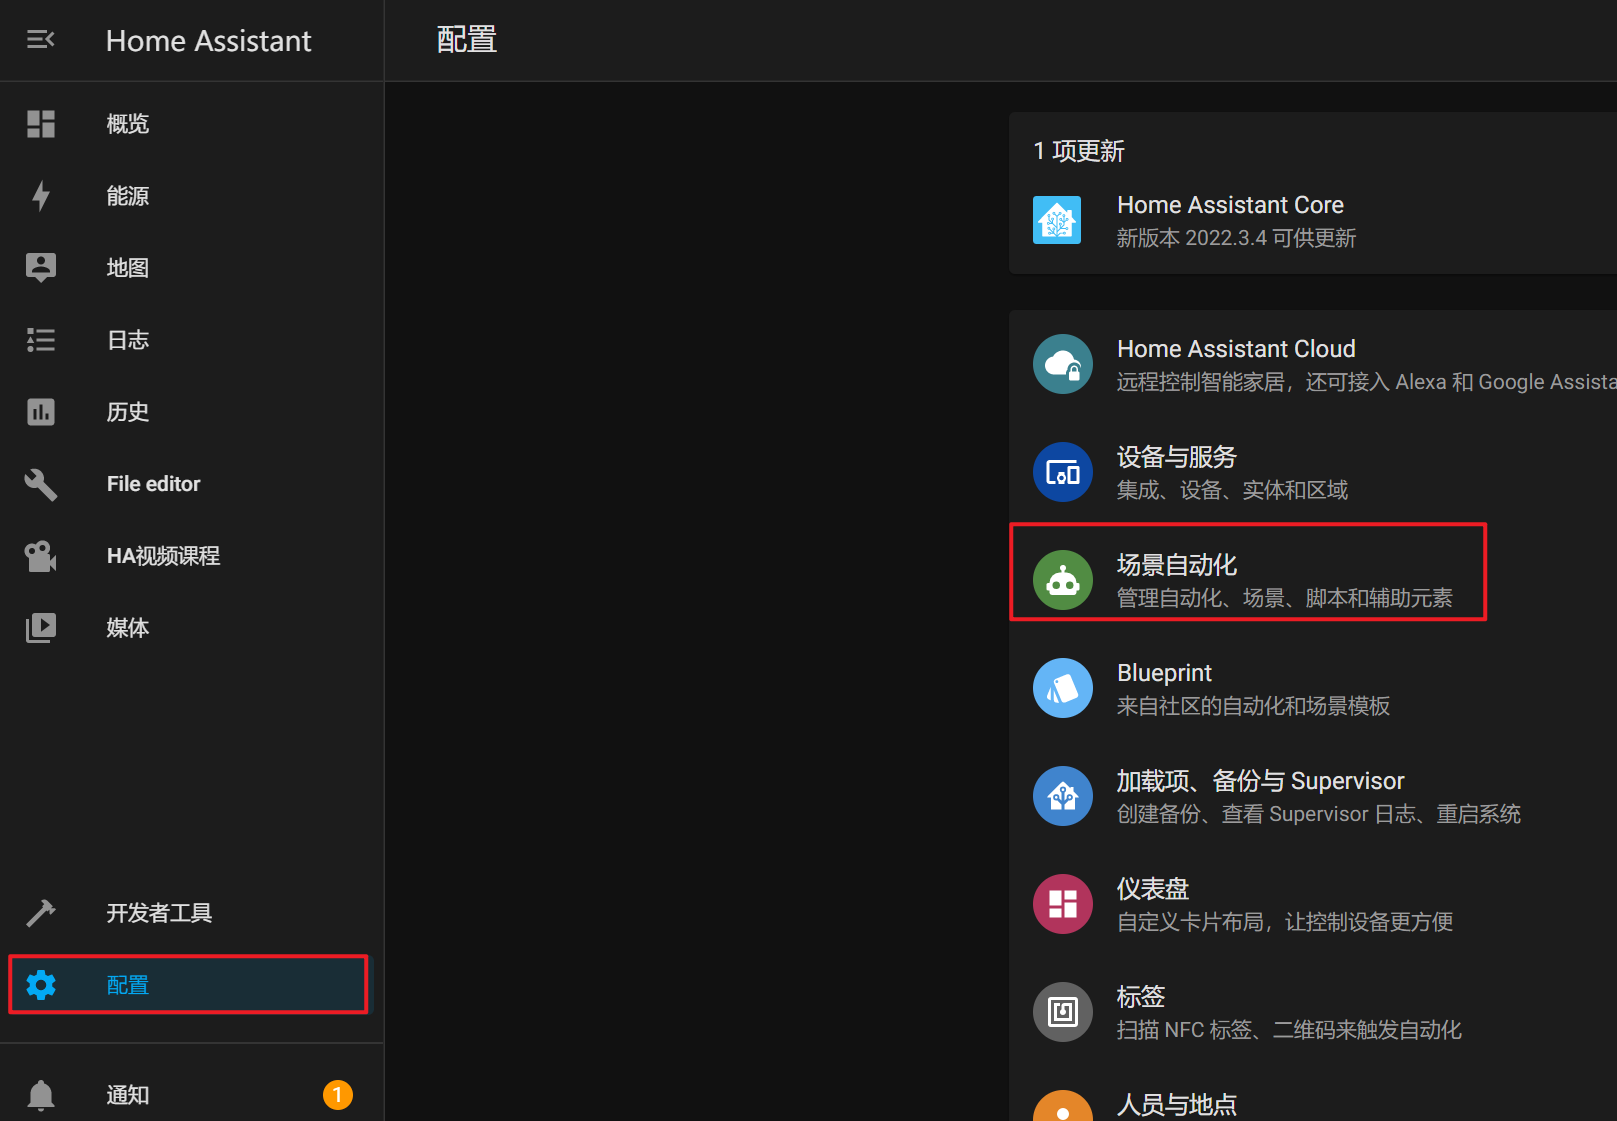 Home Assistant
概览
能源
地图
日志
历史
File editor
HA视频课程
媒体
开发者工具
配置
通知
1
配置
1 项更新
Home Assistant Core
新版本 2022.3.4 可供更新
Home Assistant Cloud
远程控制智能家居，还可接入 Alexa 和 Google Assista
设备与服务
集成、设备、实体和区域
场景自动化
管理自动化、场景、脚本和辅助元素
Blueprint
来自社区的自动化和场景模板
加载项、备份与 Supervisor
创建备份、查看 Supervisor 日志、重启系统
仪表盘
自定义卡片布局，让控制设备更方便
标签
扫描 NFC 标签、二维码来触发自动化
人员与地点